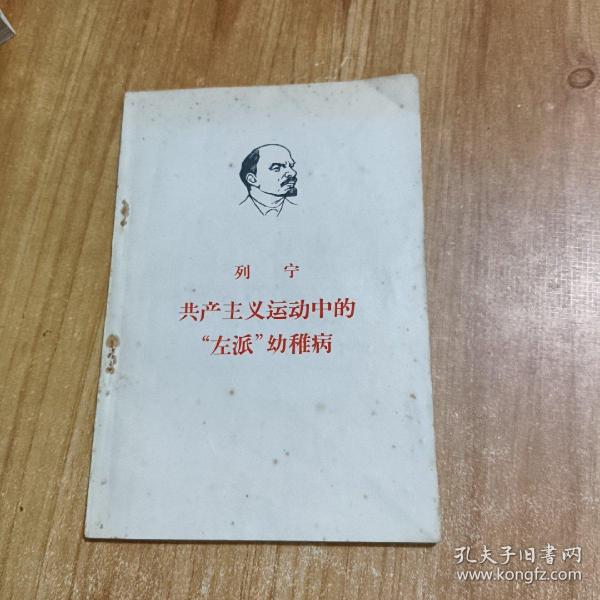 列 宁
共产主义运动中的
“左派”幼稚病
孔夫子旧书网
www.kongfz.com